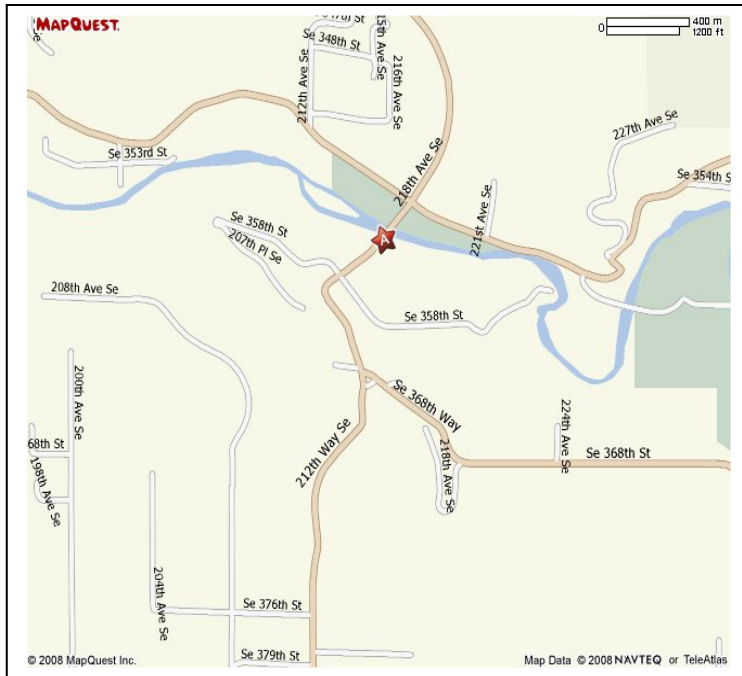 MAPQUEST.
400 m
0
1200 ft
Se 348th St
15th Ave Se
212th Ave Se
216th Ave Se
227th Ave Se
Se 353rd St
218th Ave Se
Se 354th S
221st Ave Se
Se 358th St
207th Pl Se
208th Ave Se
Se 358th St
200th Ave Se
Se 368th Way
224th Ave Se
68th St
198th Ave Se
212th Way Se
218th Ave Se
Se 368th St
204th Ave Se
Se 376th St
Se 379th St
© 2008 MapQuest Inc.
Map Data © 2008 NAVTEQ or TeleAtlas
A